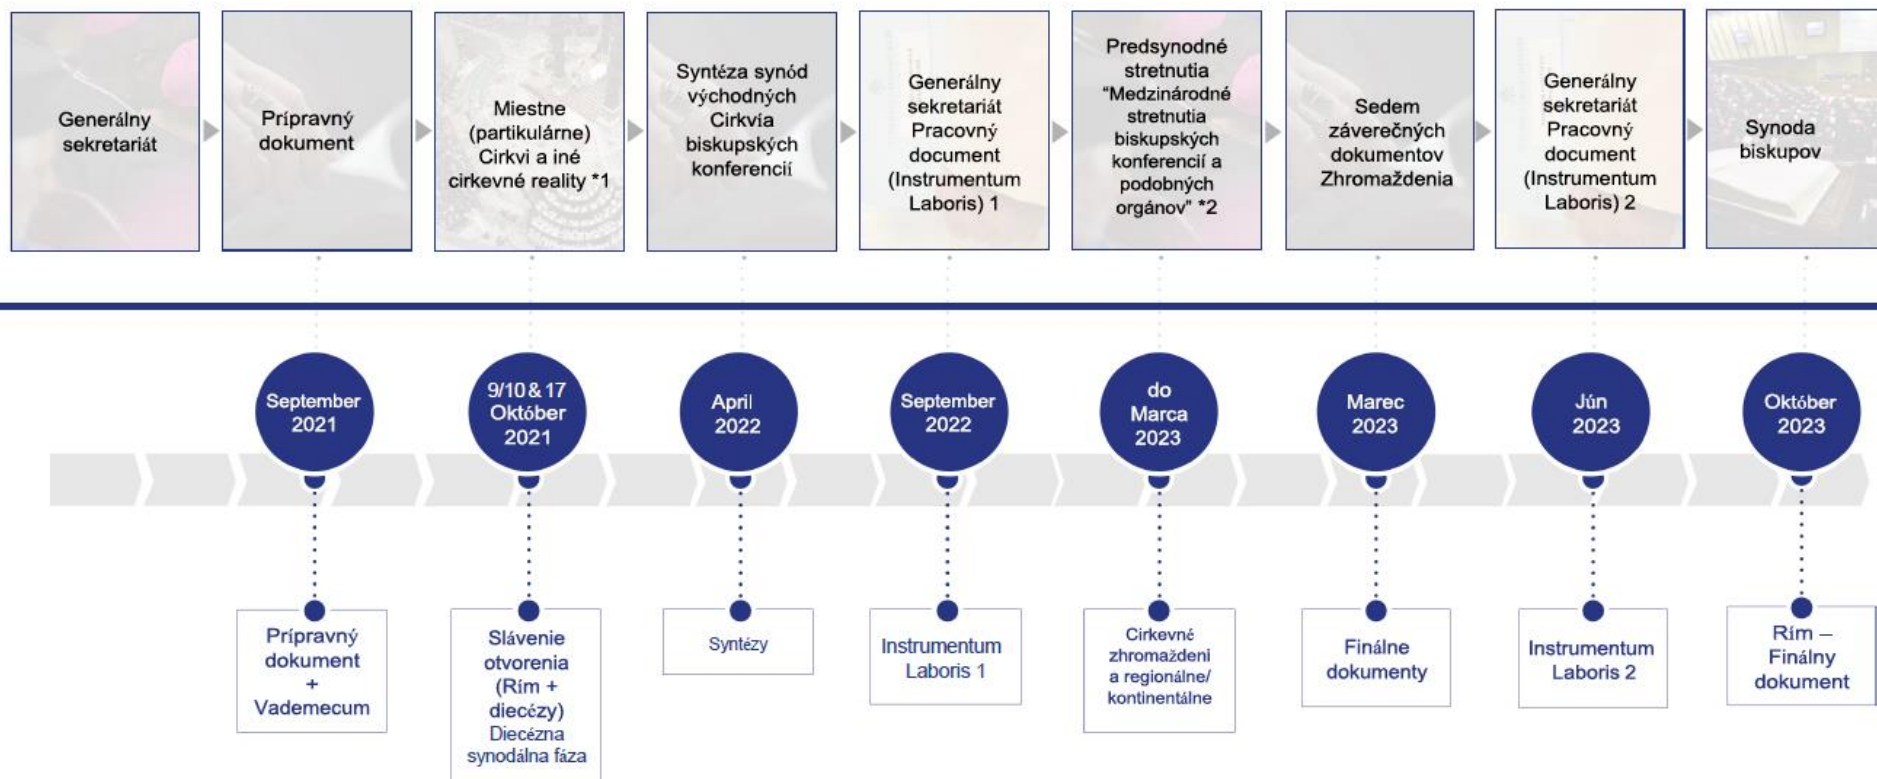 Generálny
sekretariát
Prípravný
dokument
Miestne
(partikulárne)
Cirkvi a iné
cirkevné reality *1
Syntéza synód
východných
Cirkvía
biskupských
konferencií
Generálny
sekretariát
Pracovný
document
(Instrumentum
Laboris) 1
Predsynodné
stretnutia
“Medzinárodné
stretnutia
biskupských
konferencií a
podobných
orgánov” *2
Sedem
záverečných
dokumentov
Zhromaždenia
Generálny
sekretariát
Pracovný
document
(Instrumentum
Laboris) 2
Synoda
biskupov
September
2021
9/10 & 17
Október
2021
April
2022
September
2022
do
Marca
2023
Marec
2023
Jún
2023
Október
2023
Prípravný
dokument
+
Vademecum
Slávenie
otvorenia
(Rím +
diecézy)
Diecézna
synodálna fáza
Syntézy
Instrumentum
Laboris 1
Cirkevné
zhromaždeni
a regionálne/
kontinentálne
Finálne
dokumenty
Instrumentum
Laboris 2
Rím –
Finálny
dokument